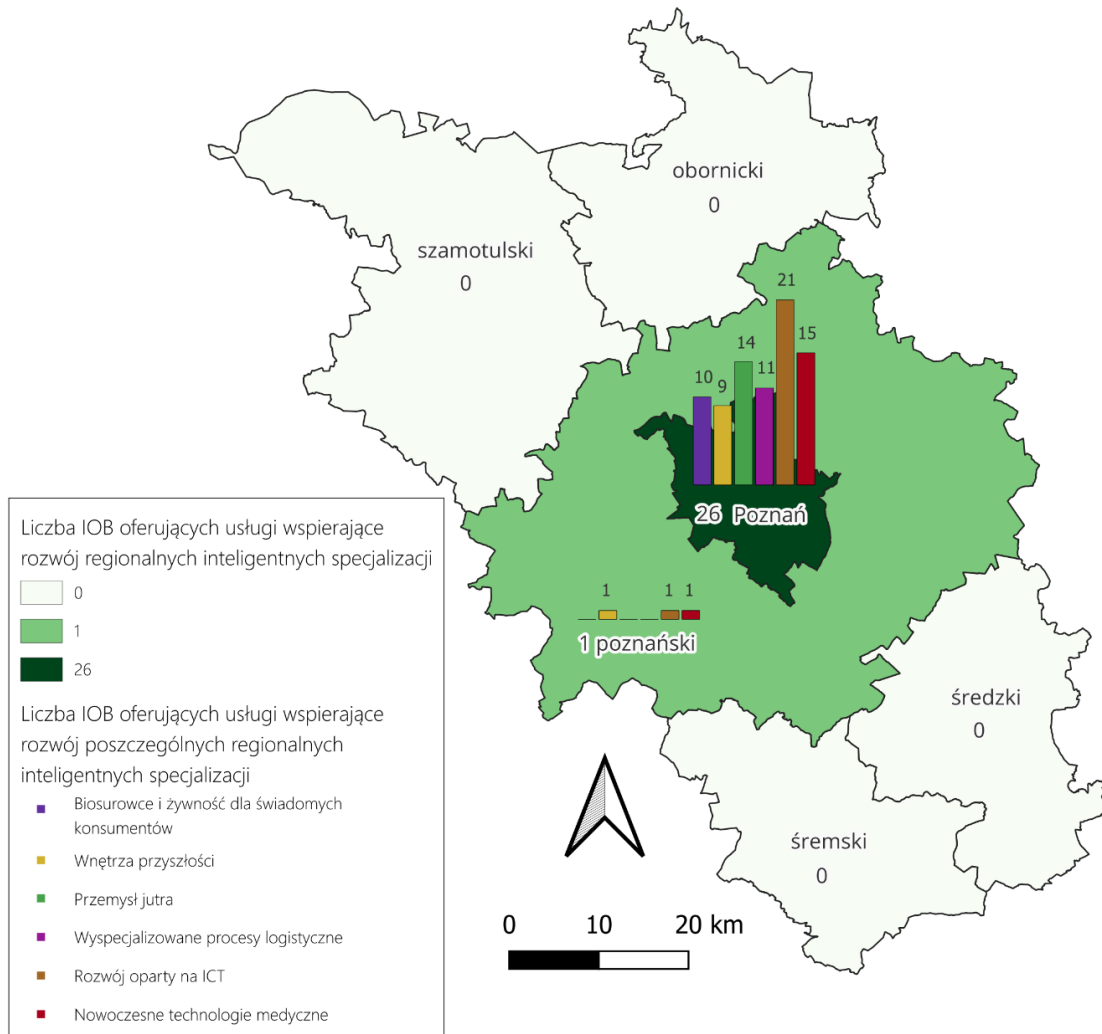 obornicki
0
szamotulski
0
21
15
14
11
10
9
26 Poznań
1
1
1
1 poznański
średzki
0
śremski
0
0
10
20 km
Liczba IOB oferujących usługi wspierające
rozwój regionalnych inteligentnych specjalizacji
0
1
26
Liczba IOB oferujących usługi wspierające
rozwój poszczególnych regionalnych
inteligentnych specjalizacji
Biosurowce i żywność dla świadomych
konsumentów
Wnętrza przyszłości
Przemysł jutra
Wyspecjalizowane procesy logistyczne
Rozwój oparty na ICT
Nowoczesne technologie medyczne